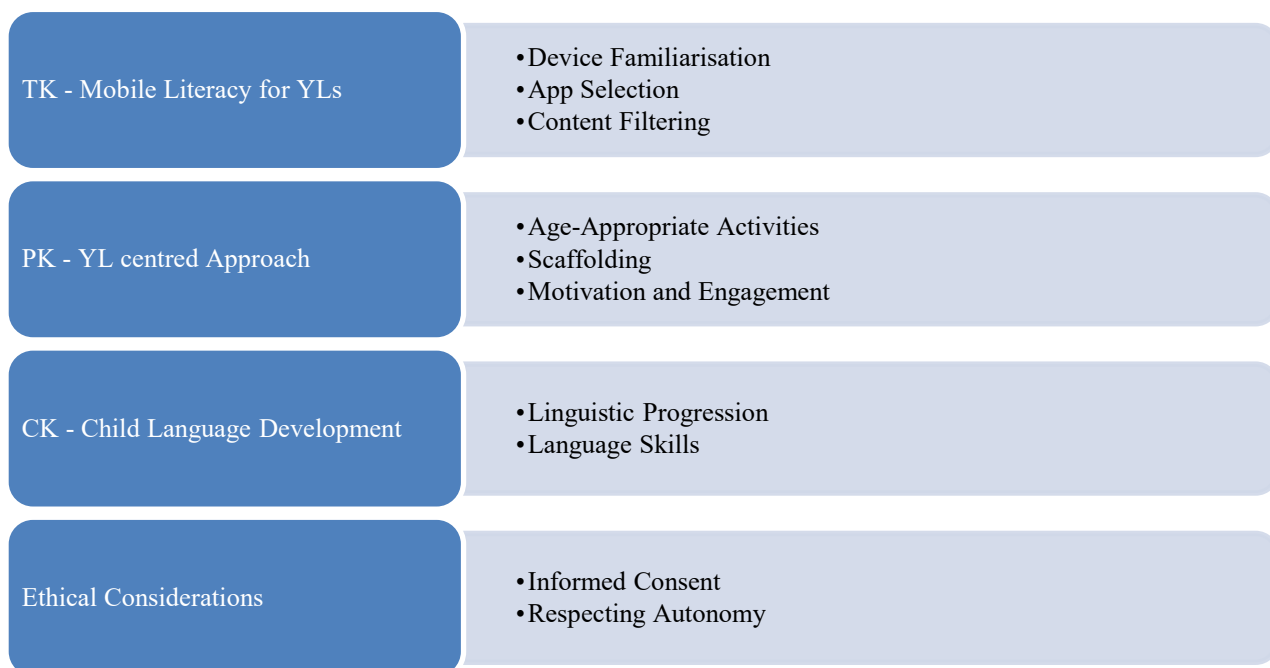 TK - Mobile Literacy for YLs
•Device Familiarisation
•App Selection
•Content Filtering
PK - YL centred Approach
•Age-Appropriate Activities
•Scaffolding
•Motivation and Engagement
CK - Child Language Development
•Linguistic Progression
•Language Skills
Ethical Considerations
•Informed Consent
•Respecting Autonomy